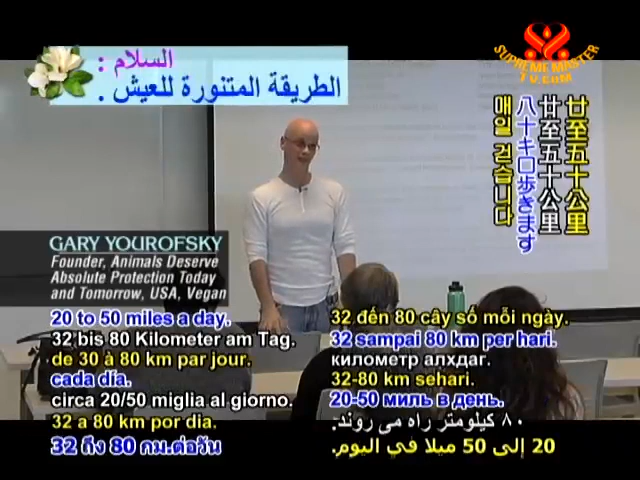 السلام :
الطريقة المتنورة للعيش .
SUPREME MASTER
TV.COM
廿至五十公里
廿至五十公里
八十キロ歩きます
매일 걷습니다
GARY YOUROFSKY
Founder, Animals Deserve
Absolute Protection Today
and Tomorrow, USA, Vegan
20 to 50 miles a day.
32 bis 80 Kilometer am Tag.
de 30 à 80 km par jour.
cada día.
circa 20/50 miglia al giorno.
32 a 80 km por dia.
32 ถึง 80 กม.ต่อวัน
32 đến 80 cây số mỗi ngày.
32 sampai 80 km per hari.
километр алхдаг.
32-80 km sehari.
20-50 миль в день.
۸۰ کیلومتر راه می روند.
20 إلى 50 ميلا في اليوم.